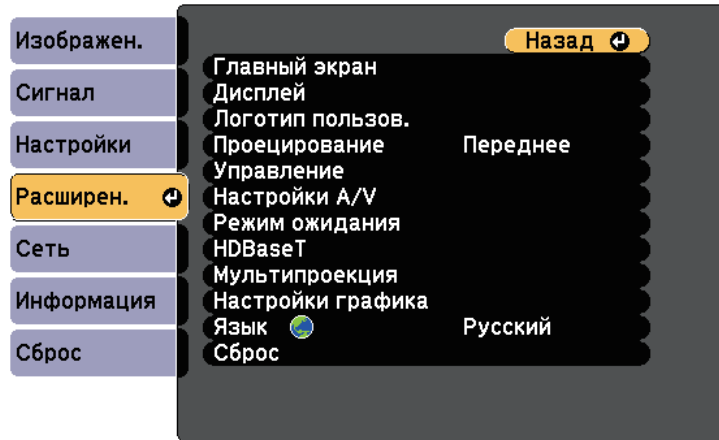 Изображен.
Сигнал
Настройки
Расширен.
Сеть
Информация
Сброс
Назад
Главный экран
Дисплей
Логотип пользов.
Проецирование Переднее
Управление
Настройки A/V
Режим ожидания
HDBaseT
Мультипроекция
Настройки графика
Язык Русский
Сброс